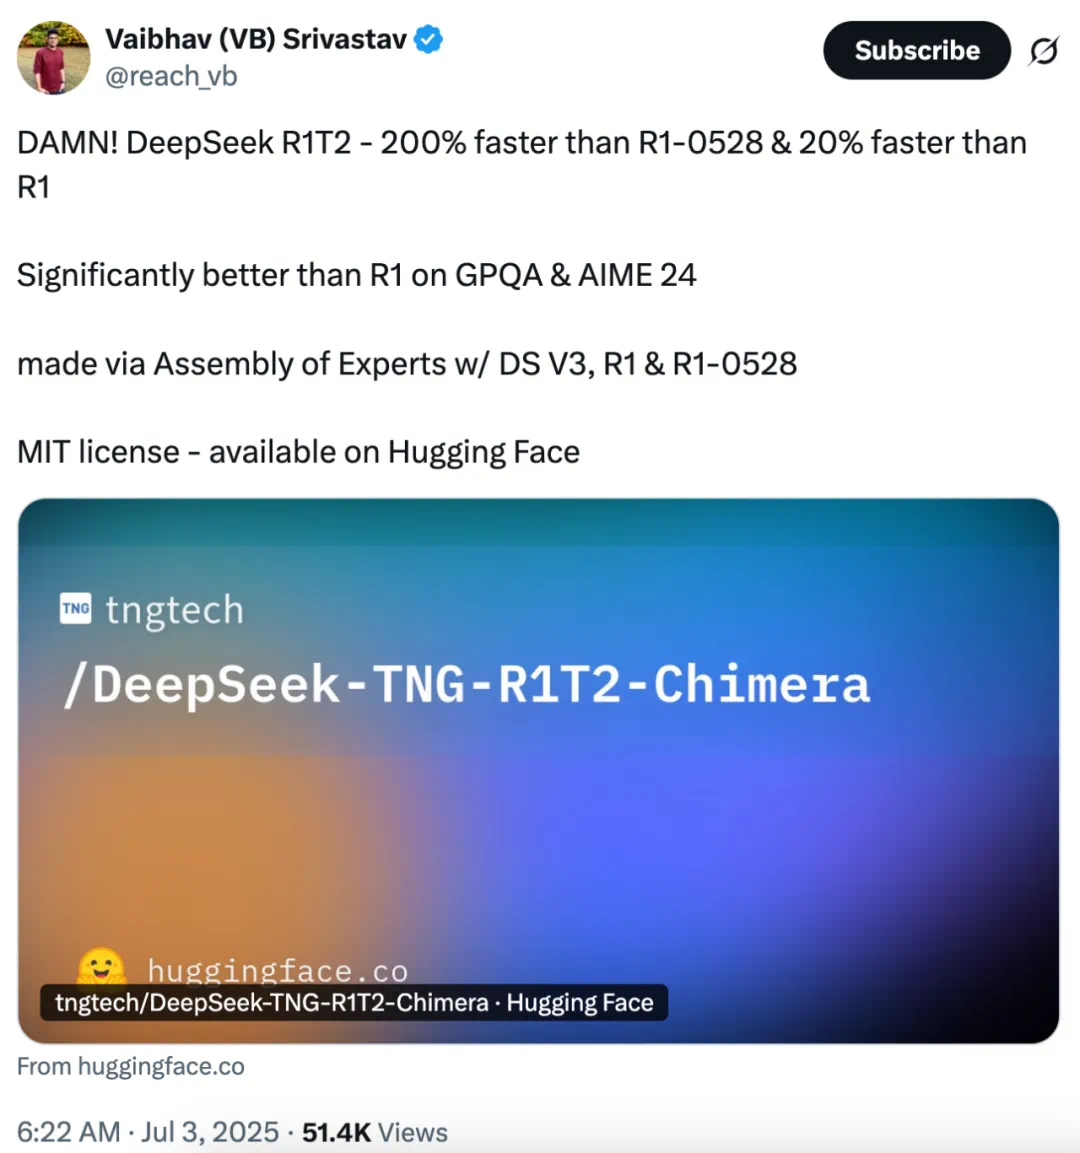 Vaibhav (VB) Srivastav
Subscribe
@reach_vb
DAMN! DeepSeek R1T2 - 200% faster than R1-0528 & 20% faster than
R1
Significantly better than R1 on GPQA & AIME 24
made via Assembly of Experts w/ DS V3, R1 & R1-0528
MIT license - available on Hugging Face
TNG tngtech
/DeepSeek-TNG-R1T2-Chimera
huggingface.co
tngtech/DeepSeek-TNG-R1T2-Chimera · Hugging Face
From huggingface.co
6:22 AM · Jul 3, 2025 · 51.4K Views